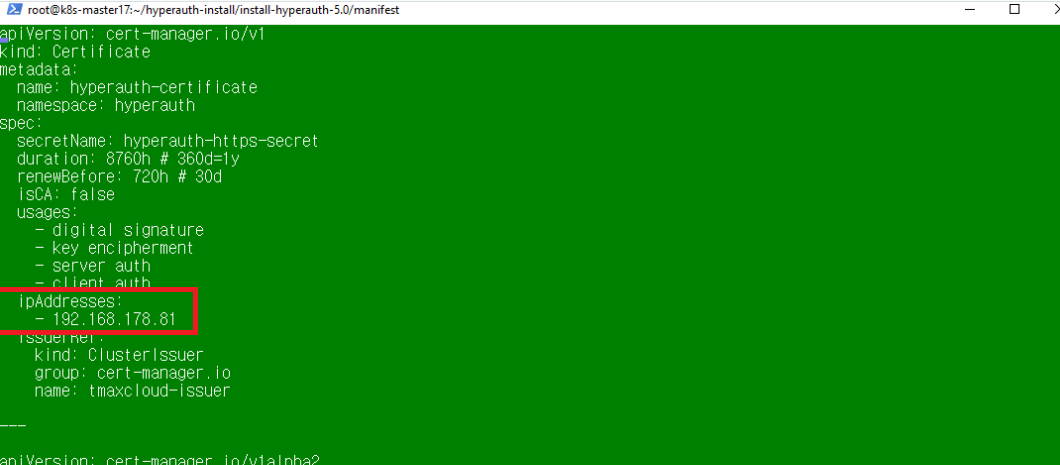 root@k8s-master17:~/hyperauth-install/install-hyperauth-5.0/manifest
apiVersion: cert-manager.io/v1
kind: Certificate
metadata:
  name: hyperauth-certificate
  namespace: hyperauth
spec:
  secretName: hyperauth-https-secret
  duration: 8760h # 360d=1y
  renewBefore: 720h # 30d
  isCA: false
  usages:
    - digital signature
    - key encipherment
    - server auth
    - client auth
  ipAddresses:
    - 192.168.178.81
  issuerRef:
    kind: ClusterIssuer
    group: cert-manager.io
    name: tmaxcloud-issuer
---
apiVersion: cert-manager.io/v1alpha2